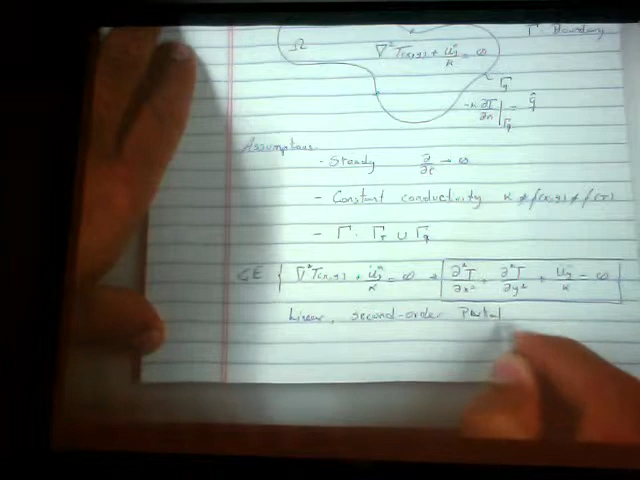 Γ: Boundary
Ω
∇²T(x,y) + u̇‴g/κ = 0
Γq
-κ ∂T/∂n|Γq = q̂
Assumptions.
- Steady ∂/∂t → 0
- Constant conductivity κ ≠ f(x,y) ≠ f(T)
- Γ = ΓT ∪ Γq
GE { ∇²T(x,y) + u̇‴g/κ = 0 → ∂²T/∂x² + ∂²T/∂y² + u̇‴g/κ = 0
Linear, second-order Partial